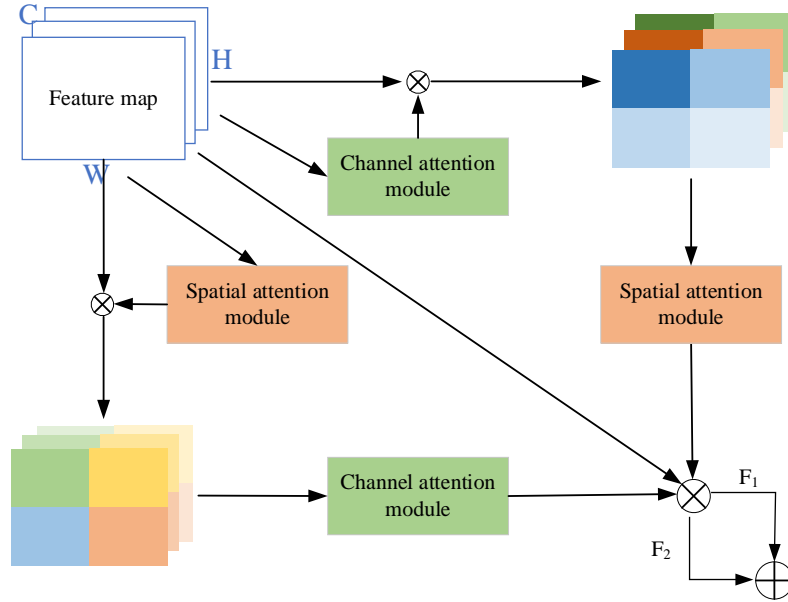 C
H
Feature map
W
Channel attention
module
Spatial attention
module
Spatial attention
module
Channel attention
module
F1
F2